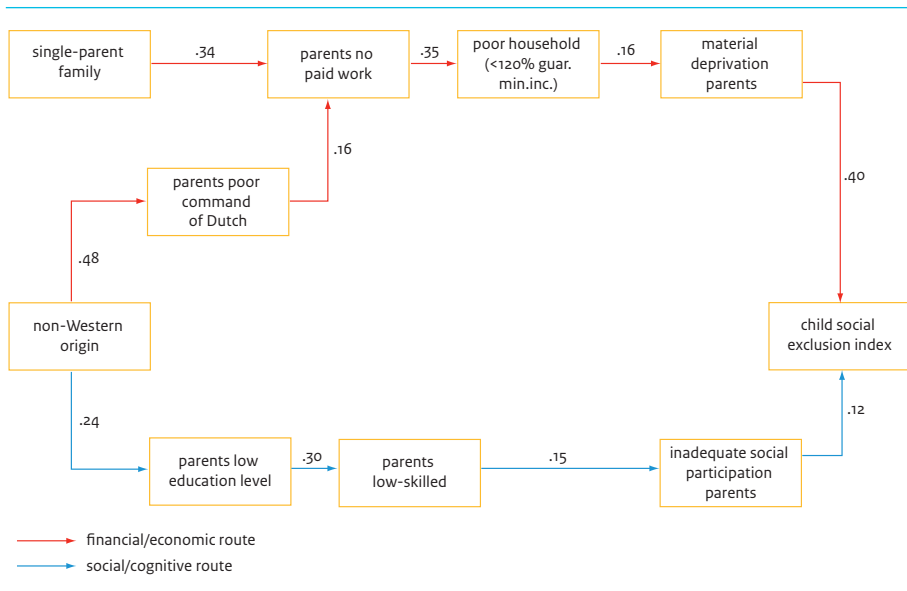 single-parent
family
.34
parents no
paid work
.35
poor household
(<120% guar.
min.inc.)
.16
material
deprivation
parents
.16
.40
parents poor
command
of Dutch
.48
non-Western
origin
child social
exclusion index
.24
.12
parents low
education level
.30
parents
low-skilled
.15
inadequate social
participation
parents
financial/economic route
social/cognitive route